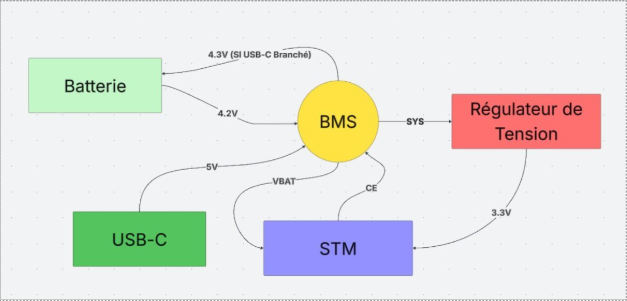 4.3V (SI USB-C Branché)
Batterie
4.2V
BMS
SYS
Régulateur de
Tension
5V
VBAT
CE
3.3V
USB-C
STM